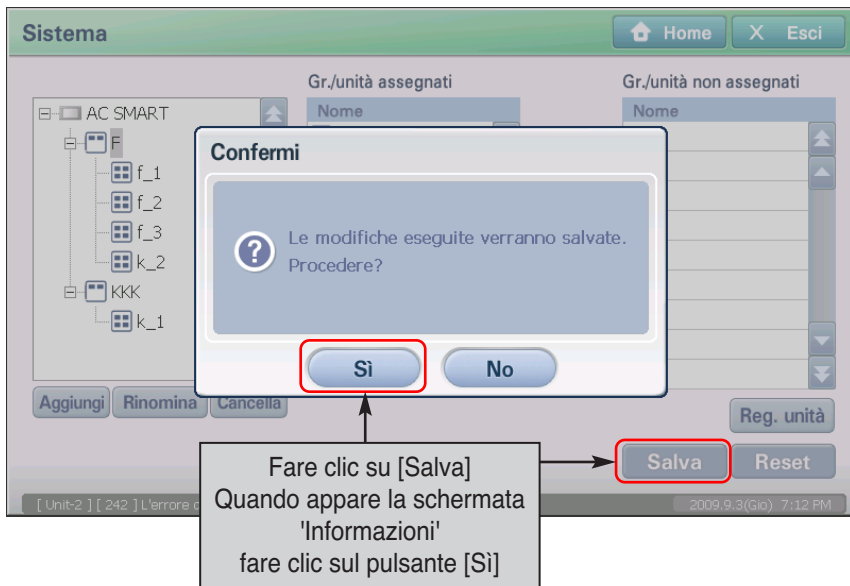 Sistema
Home
X Esci
Gr./unità assegnati
Gr./unità non assegnati
AC SMART
Nome
Nome
F
f_1
f_2
f_3
k_2
KKK
k_1
Confermi
Le modifiche eseguite verranno salvate.
Procedere?
Sì
No
Aggiungi
Rinomina
Cancella
Reg. unità
Salva
Reset
Fare clic su [Salva]
Quando appare la schermata
'Informazioni'
fare clic sul pulsante [Sì]
[ Unit-2 ] [ 242 ] L'errore
2009.9.3(Gio) 7:12 PM